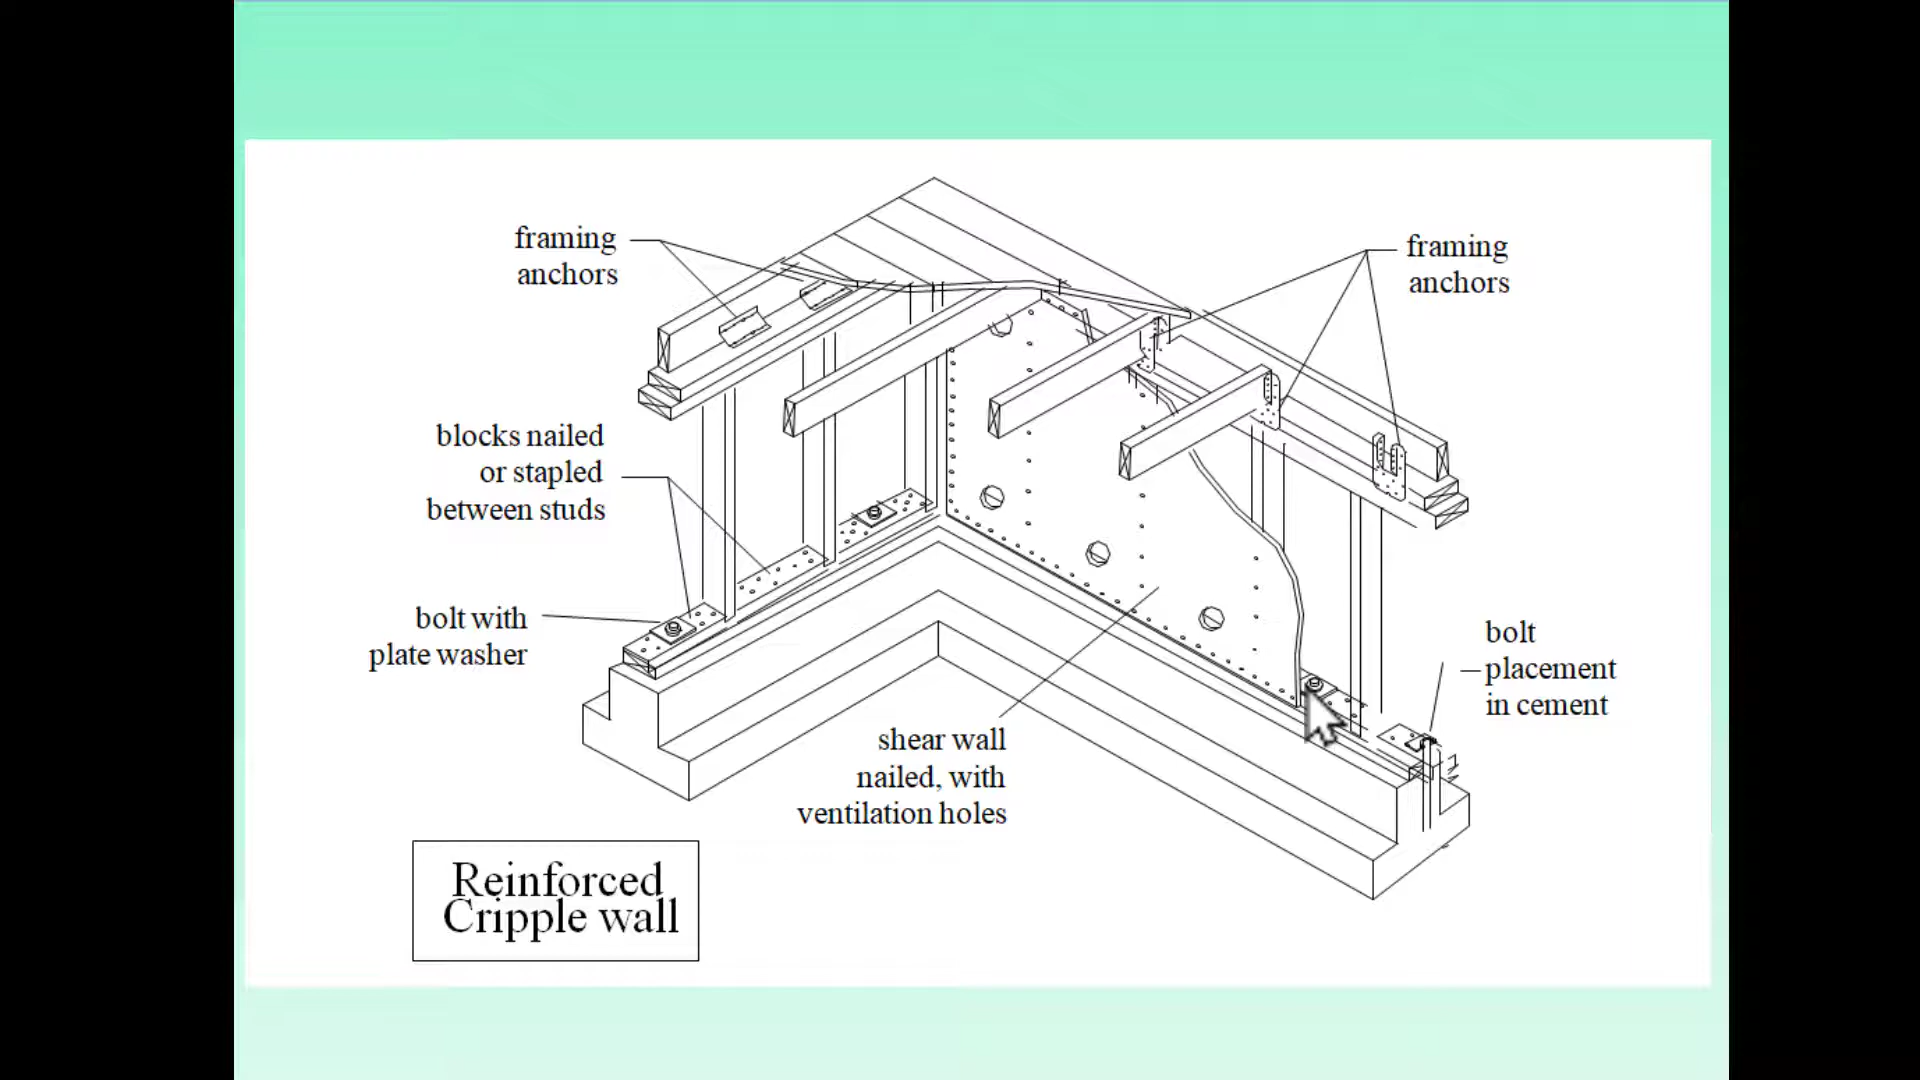 framing
anchors
framing
anchors
blocks nailed
or stapled
between studs
bolt with
plate washer
bolt
placement
in cement
shear wall
nailed, with
ventilation holes
Reinforced
Cripple wall